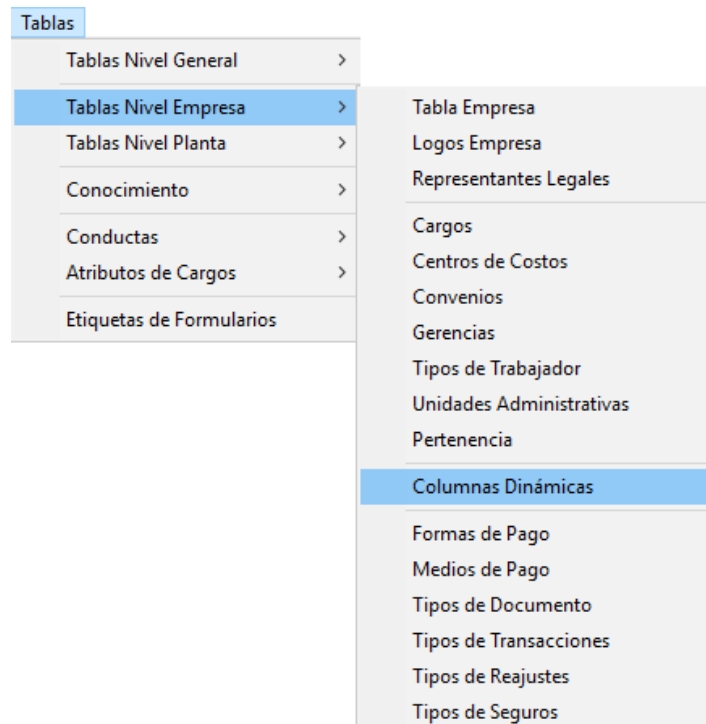 Tablas
Tablas Nivel General
Tablas Nivel Empresa
Tablas Nivel Planta
Conocimiento
Conductas
Atributos de Cargos
Etiquetas de Formularios
Tabla Empresa
Logos Empresa
Representantes Legales
Cargos
Centros de Costos
Convenios
Gerencias
Tipos de Trabajador
Unidades Administrativas
Pertenencia
Columnas Dinámicas
Formas de Pago
Medios de Pago
Tipos de Documento
Tipos de Transacciones
Tipos de Reajustes
Tipos de Seguros